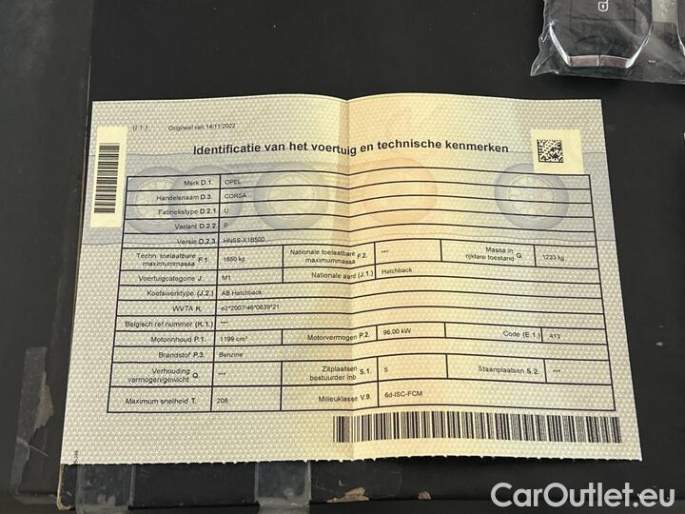 (J.1.) Origineel van 14/11/2022
Identificatie van het voertuig en technische kenmerken
Merk D.1. OPEL
Handelsnaam D.3. CORSA
Fabriekstype D.2.1 U
Variant D.2.2 P
Versie D.2.3 HNSS-X1B500
Techn. toelaatbare maximummassa F.1. 1650 kg Nationale toelaatbare maximummassa F.2. --- Massa in rijklare toestand G. 1233 kg
Voertuigcategorie J. M1 Nationale aard (J.1.) Hatchback
Koetswerktype (J.2.) AB Hatchback
WVTA K. e2*2007/46*0639*21
Belgisch ref nummer (K.1.) ---
Motorinhoud P.1. 1199 cm³ Motorvermogen P.2. 96.00 kW Code (E.1.) 413
Brandstof P.3. Benzine
Verhouding vermogen/gewicht Q. --- Zitplaatsen bestuurder inb S.1. 5 Staanplaatsen S.2. ---
Maximum snelheid T. 208 Milieuklasse V.9. 6d-ISC-FCM
CarOutlet.eu